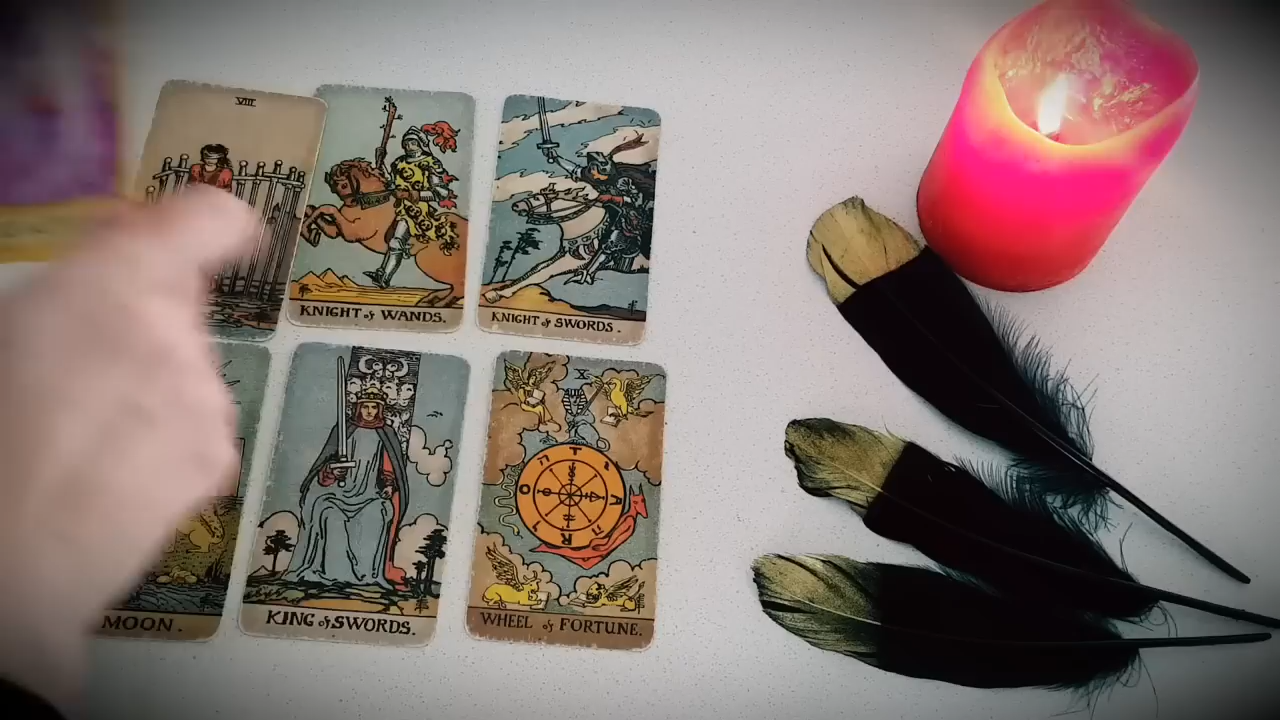 VIII
KNIGHT of WANDS.
KNIGHT of SWORDS.
MOON.
KING of SWORDS.
X
T A R O
WHEEL of FORTUNE.